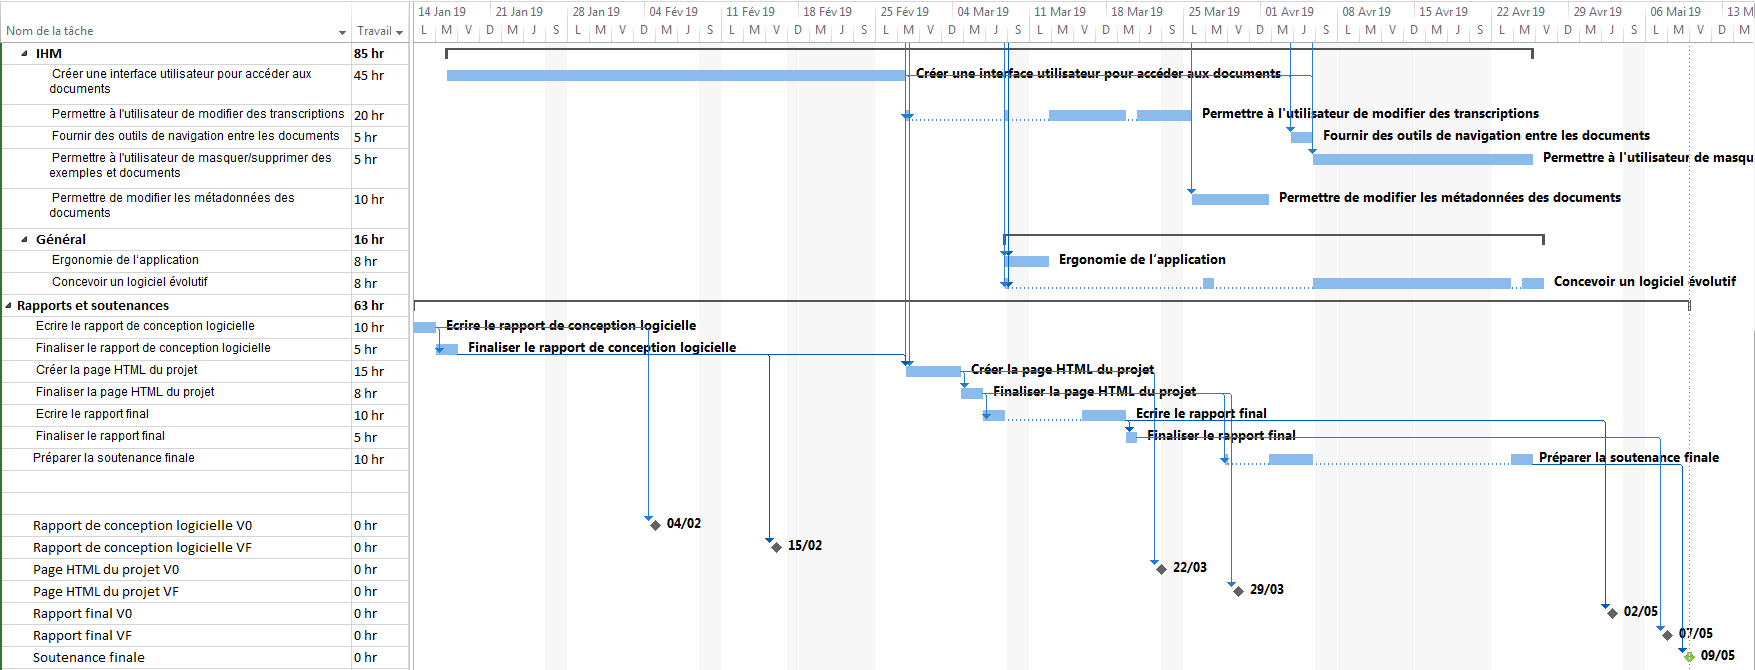 14 Jan 19 21 Jan 19 28 Jan 19 04 Fév 19 11 Fév 19 18 Fév 19 25 Fév 19 04 Mar 19 11 Mar 19 18 Mar 19 25 Mar 19 01 Avr 19 08 Avr 19 15 Avr 19 22 Avr 19 29 Avr 19 06 Mai 19 13 M
Nom de la tâche Travail L M V D M J S L M V D M J S L M V D M J S L M V D M J S L M V D M J S L M V D M J S L M V D M J S L M V D M J S L M V D M
IHM 85 hr
Créer une interface utilisateur pour accéder aux
documents 45 hr Créer une interface utilisateur pour accéder aux documents
Permettre à l'utilisateur de modifier des transcriptions 20 hr Permettre à l'utilisateur de modifier des transcriptions
Fournir des outils de navigation entre les documents 5 hr Fournir des outils de navigation entre les documents
Permettre à l'utilisateur de masquer/supprimer des
exemples et documents 5 hr Permettre à l'utilisateur de masqu
Permettre de modifier les métadonnées des
documents 10 hr Permettre de modifier les métadonnées des documents
Général 16 hr
Ergonomie de l'application 8 hr Ergonomie de l'application
Concevoir un logiciel évolutif 8 hr Concevoir un logiciel évolutif
Rapports et soutenances 63 hr
Ecrire le rapport de conception logicielle 10 hr Ecrire le rapport de conception logicielle
Finaliser le rapport de conception logicielle 5 hr Finaliser le rapport de conception logicielle
Créer la page HTML du projet 15 hr Créer la page HTML du projet
Finaliser la page HTML du projet 8 hr Finaliser la page HTML du projet
Ecrire le rapport final 10 hr Ecrire le rapport final
Finaliser le rapport final 5 hr Finaliser le rapport final
Préparer la soutenance finale 10 hr Préparer la soutenance finale
Rapport de conception logicielle V0 0 hr 04/02
Rapport de conception logicielle VF 0 hr 15/02
Page HTML du projet V0 0 hr 22/03
Page HTML du projet VF 0 hr 29/03
Rapport final V0 0 hr 02/05
Rapport final VF 0 hr 07/05
Soutenance finale 0 hr 09/05